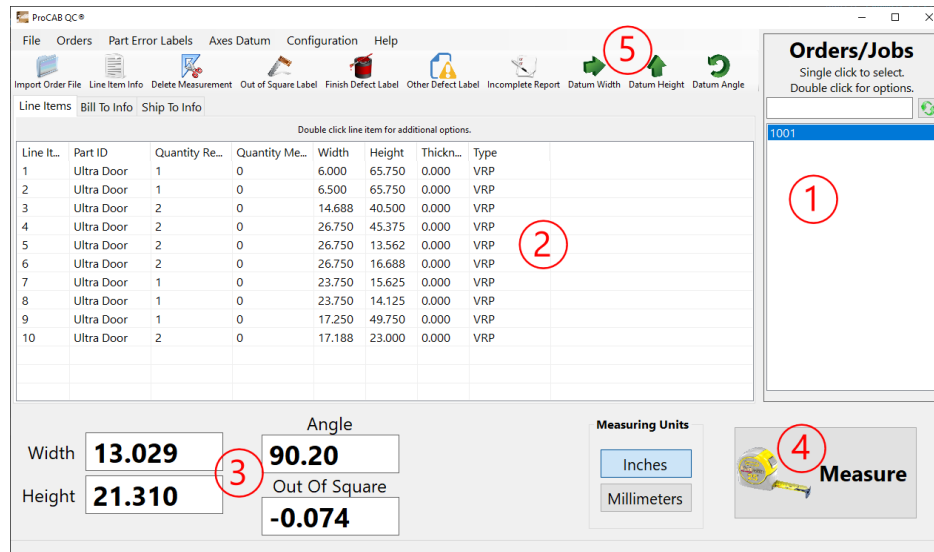 ProCAB QC®
File Orders Part Error Labels Axes Datum Configuration Help
Import Order File Line Item Info Delete Measurement Out of Square Label Finish Defect Label Other Defect Label Incomplete Report Datum Width Datum Height Datum Angle
5
Line Items Bill To Info Ship To Info
Double click line item for additional options.
Line It... Part ID Quantity Re... Quantity Me... Width Height Thickn... Type
1 Ultra Door 1 0 6.000 65.750 0.000 VRP
2 Ultra Door 1 0 6.500 65.750 0.000 VRP
3 Ultra Door 2 0 14.688 40.500 0.000 VRP
4 Ultra Door 2 0 26.750 45.375 0.000 VRP
5 Ultra Door 2 0 26.750 13.562 0.000 VRP
6 Ultra Door 2 0 26.750 16.688 0.000 VRP
7 Ultra Door 1 0 23.750 15.625 0.000 VRP
8 Ultra Door 1 0 23.750 14.125 0.000 VRP
9 Ultra Door 1 0 17.250 49.750 0.000 VRP
10 Ultra Door 2 0 17.188 23.000 0.000 VRP
2
Orders/Jobs
Single click to select.
Double click for options.
1001
1
Width 13.029
Height 21.310
3
Angle
90.20
Out Of Square
-0.074
Measuring Units
Inches
Millimeters
4
Measure